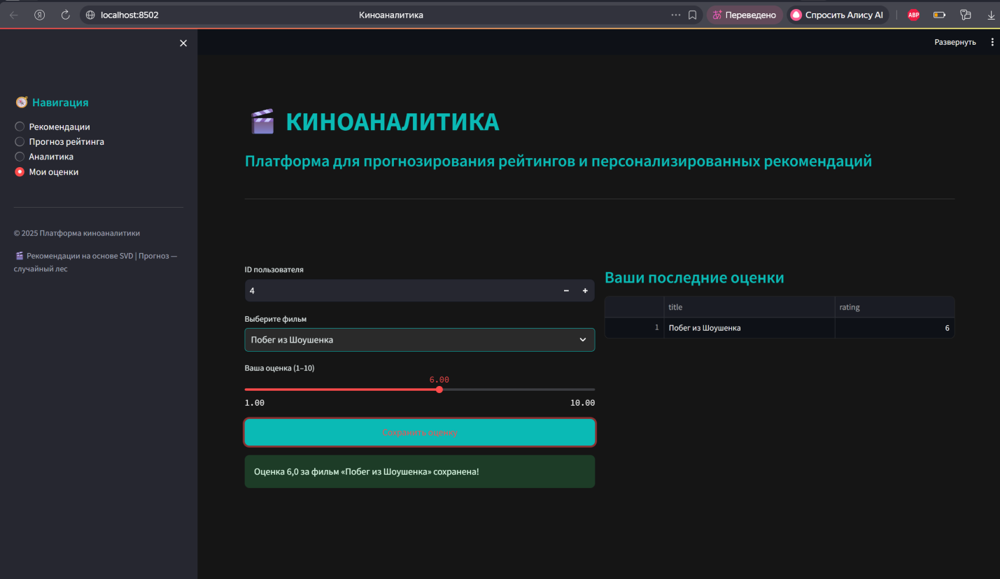 localhost:8502
Киноаналитика
Переведено
Спросить Алису AI
ABP
Развернуть
Навигация
Рекомендации
Прогноз рейтинга
Аналитика
Мои оценки
© 2025 Платформа киноаналитики
Рекомендации на основе SVD | Прогноз —
случайный лес
КИНОАНАЛИТИКА
Платформа для прогнозирования рейтингов и персонализированных рекомендаций
ID пользователя
4
Выберите фильм
Побег из Шоушенка
Ваша оценка (1–10)
6.00
1.00 10.00
Сохранить оценку
Оценка 6,0 за фильм «Побег из Шоушенка» сохранена!
Ваши последние оценки
title rating
1 Побег из Шоушенка 6